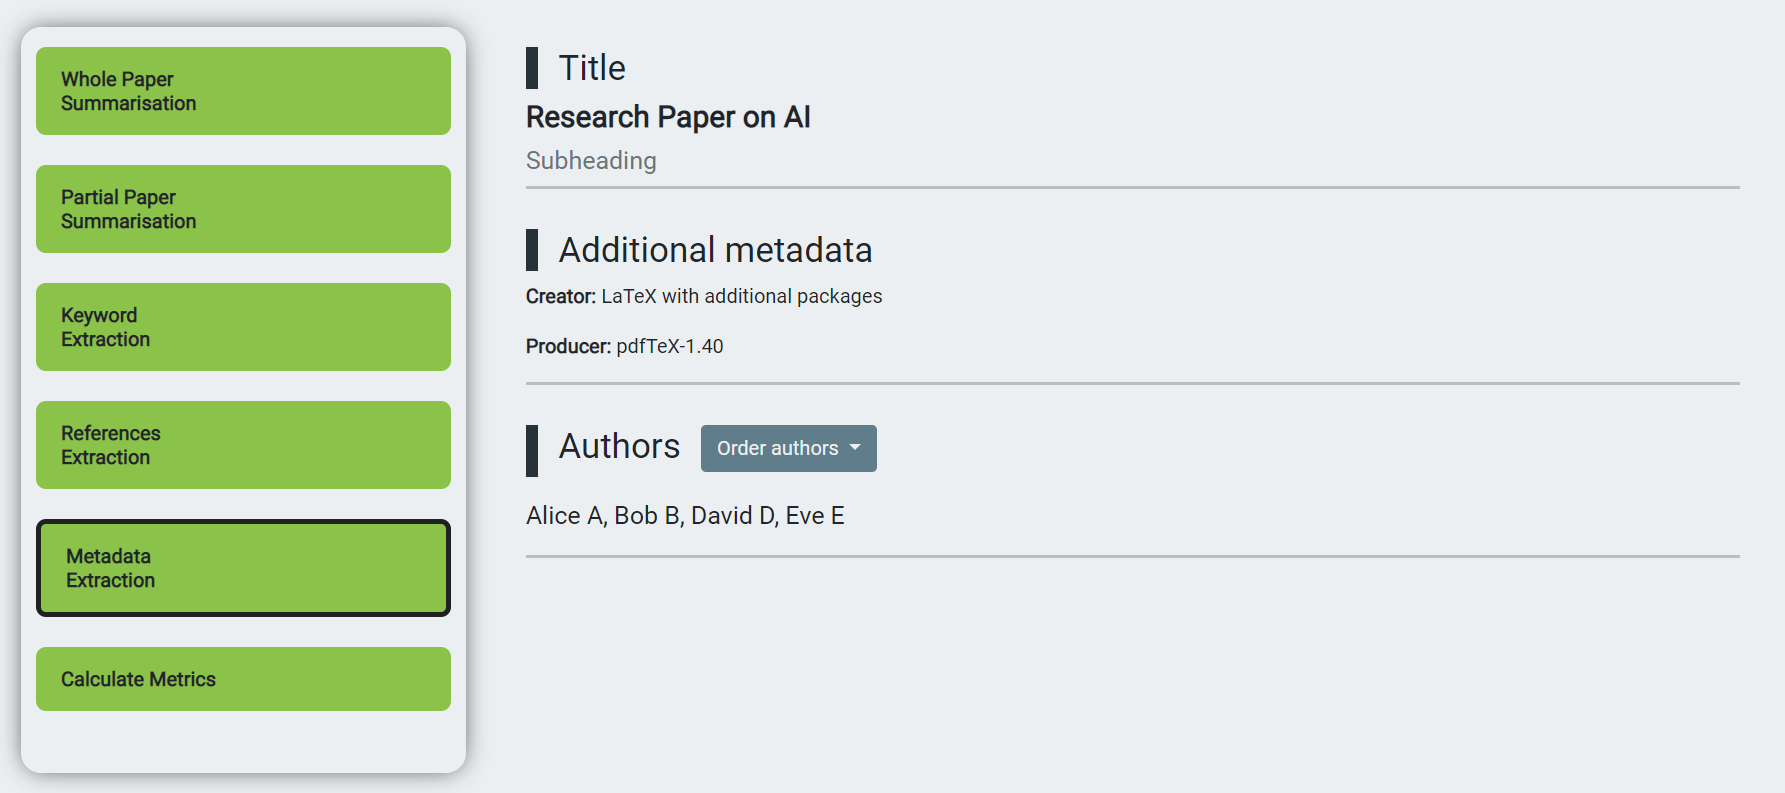 Whole Paper
Summarisation
Partial Paper
Summarisation
Keyword
Extraction
References
Extraction
Metadata
Extraction
Calculate Metrics
Title
Research Paper on AI
Subheading
Additional metadata
Creator: LaTeX with additional packages
Producer: pdfTeX-1.40
Authors
Order authors
Alice A, Bob B, David D, Eve E